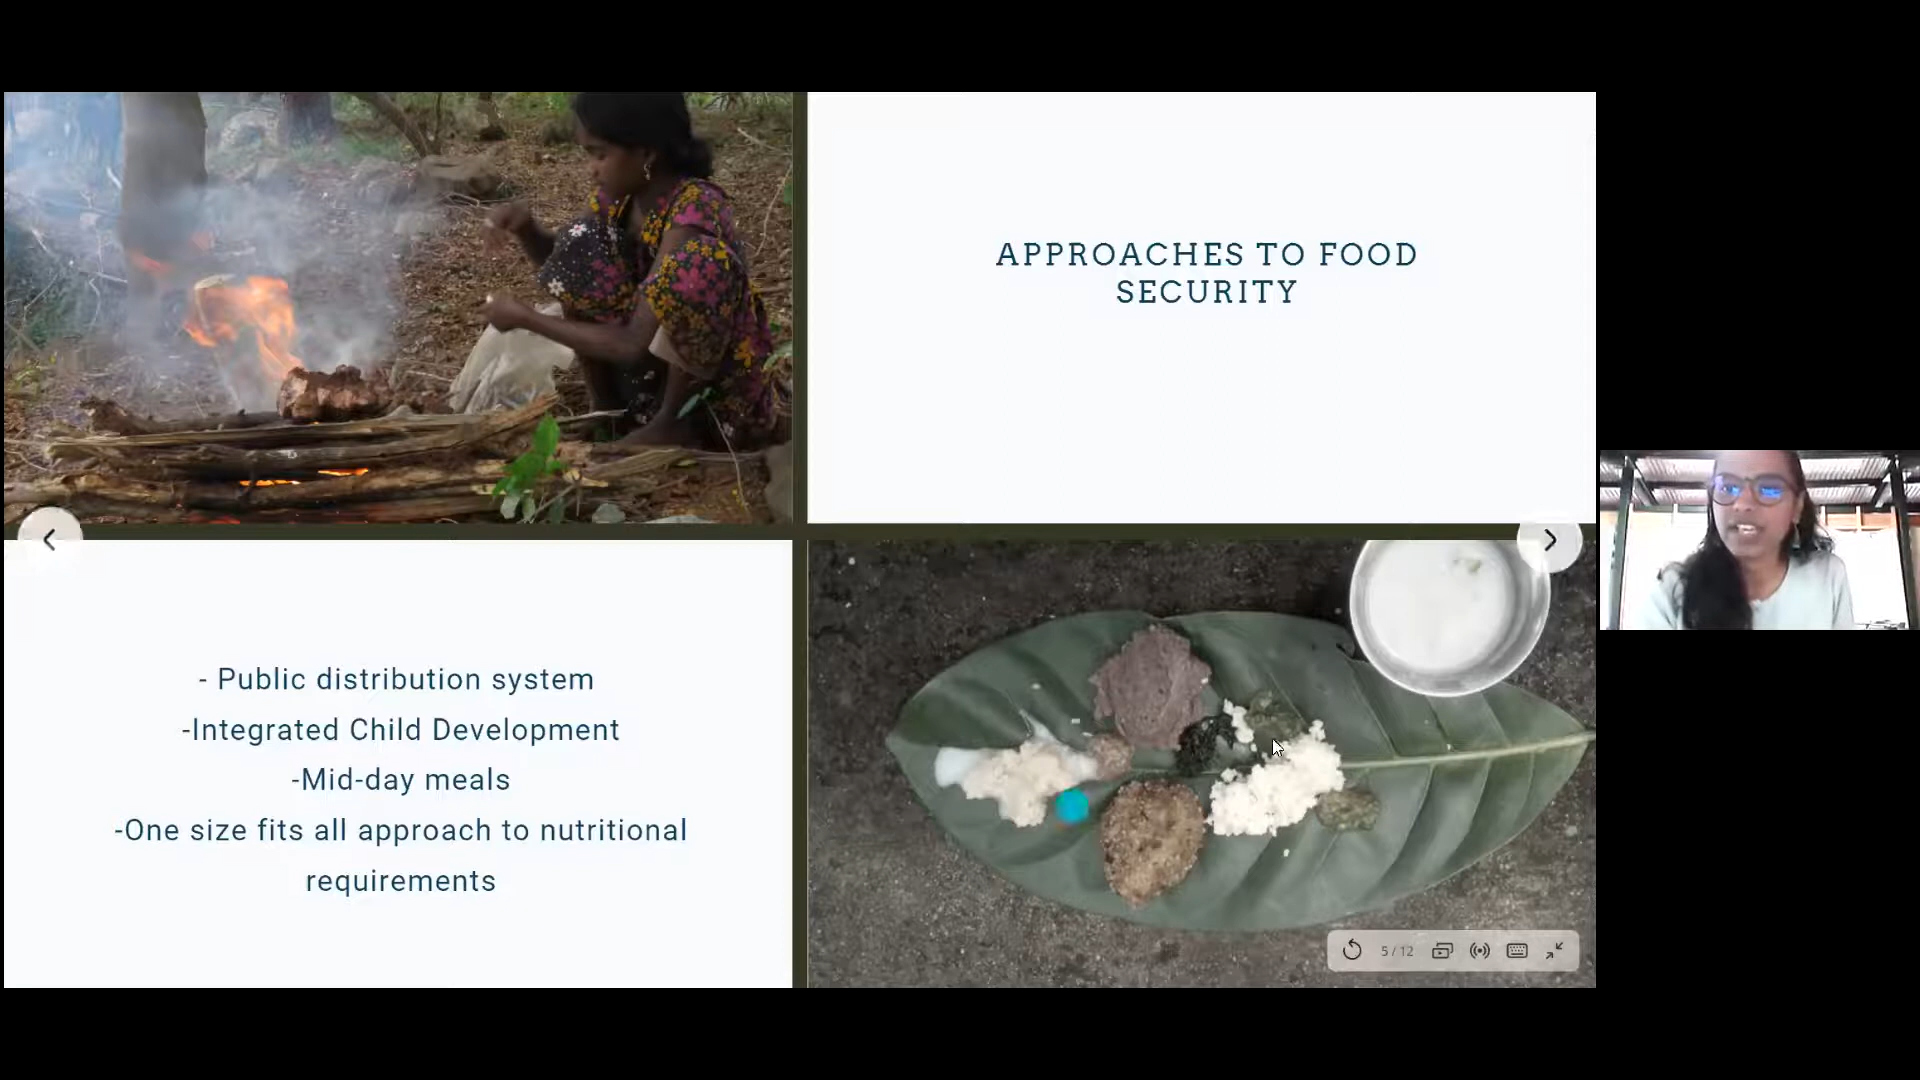 APPROACHES TO FOOD
SECURITY
- Public distribution system
-Integrated Child Development
-Mid-day meals
-One size fits all approach to nutritional
requirements
5 / 12